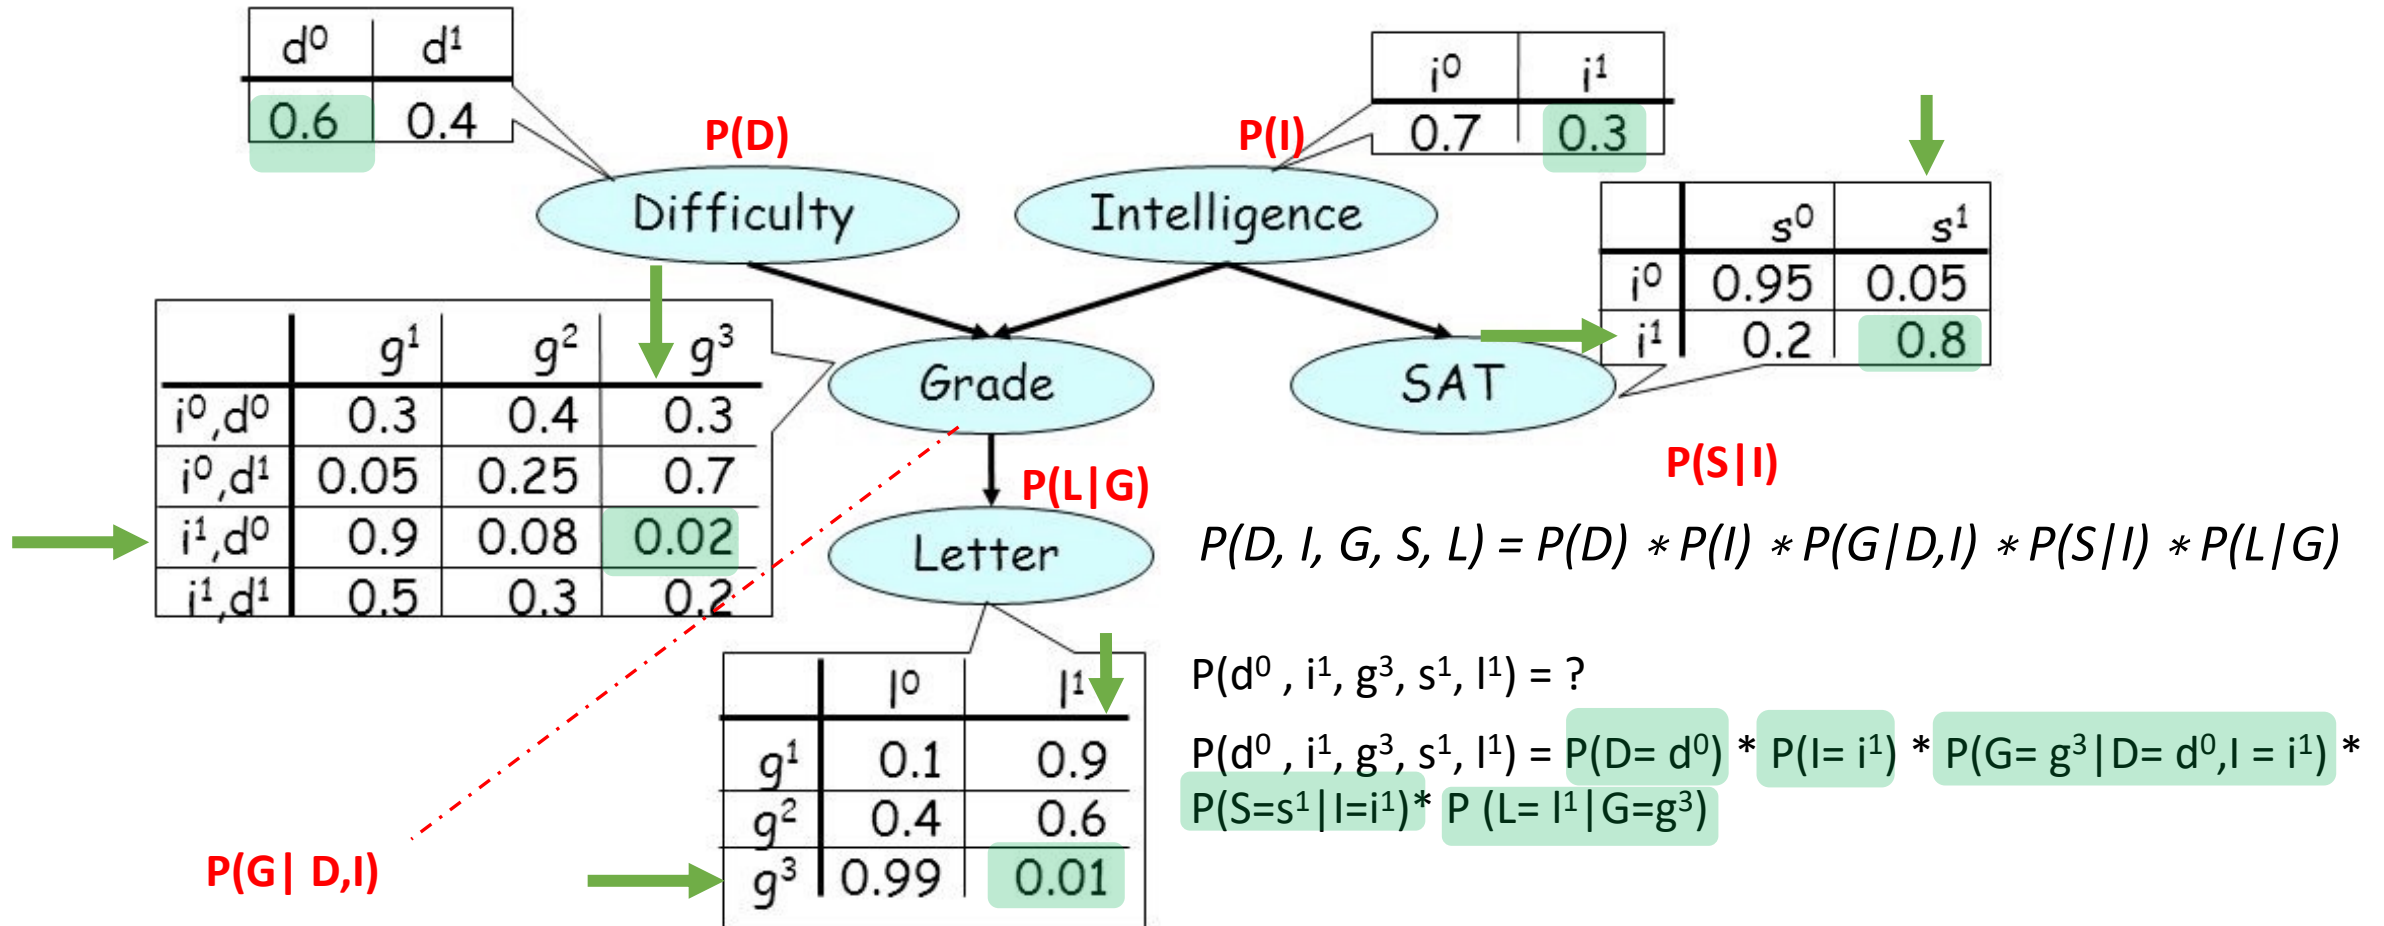 d⁰ d¹
0.6 0.4
P(D)
P(I)
i⁰ i¹
0.7 0.3
Difficulty
Intelligence
s⁰ s¹
i⁰ 0.95 0.05
i¹ 0.2 0.8
g¹ g² g³
i⁰,d⁰ 0.3 0.4 0.3
i⁰,d¹ 0.05 0.25 0.7
i¹,d⁰ 0.9 0.08 0.02
i¹,d¹ 0.5 0.3 0.2
Grade
SAT
P(L|G)
P(S|I)
Letter
P(D, I, G, S, L) = P(D) * P(I) * P(G|D,I) * P(S|I) * P(L|G)
l⁰ l¹
g¹ 0.1 0.9
g² 0.4 0.6
g³ 0.99 0.01
P(G| D,I)
P(d⁰ , i¹, g³, s¹, l¹) = ?
P(d⁰ , i¹, g³, s¹, l¹) = P(D= d⁰) * P(I= i¹) * P(G= g³|D= d⁰,I = i¹) *
P(S=s¹|I=i¹)* P (L= l¹|G=g³)